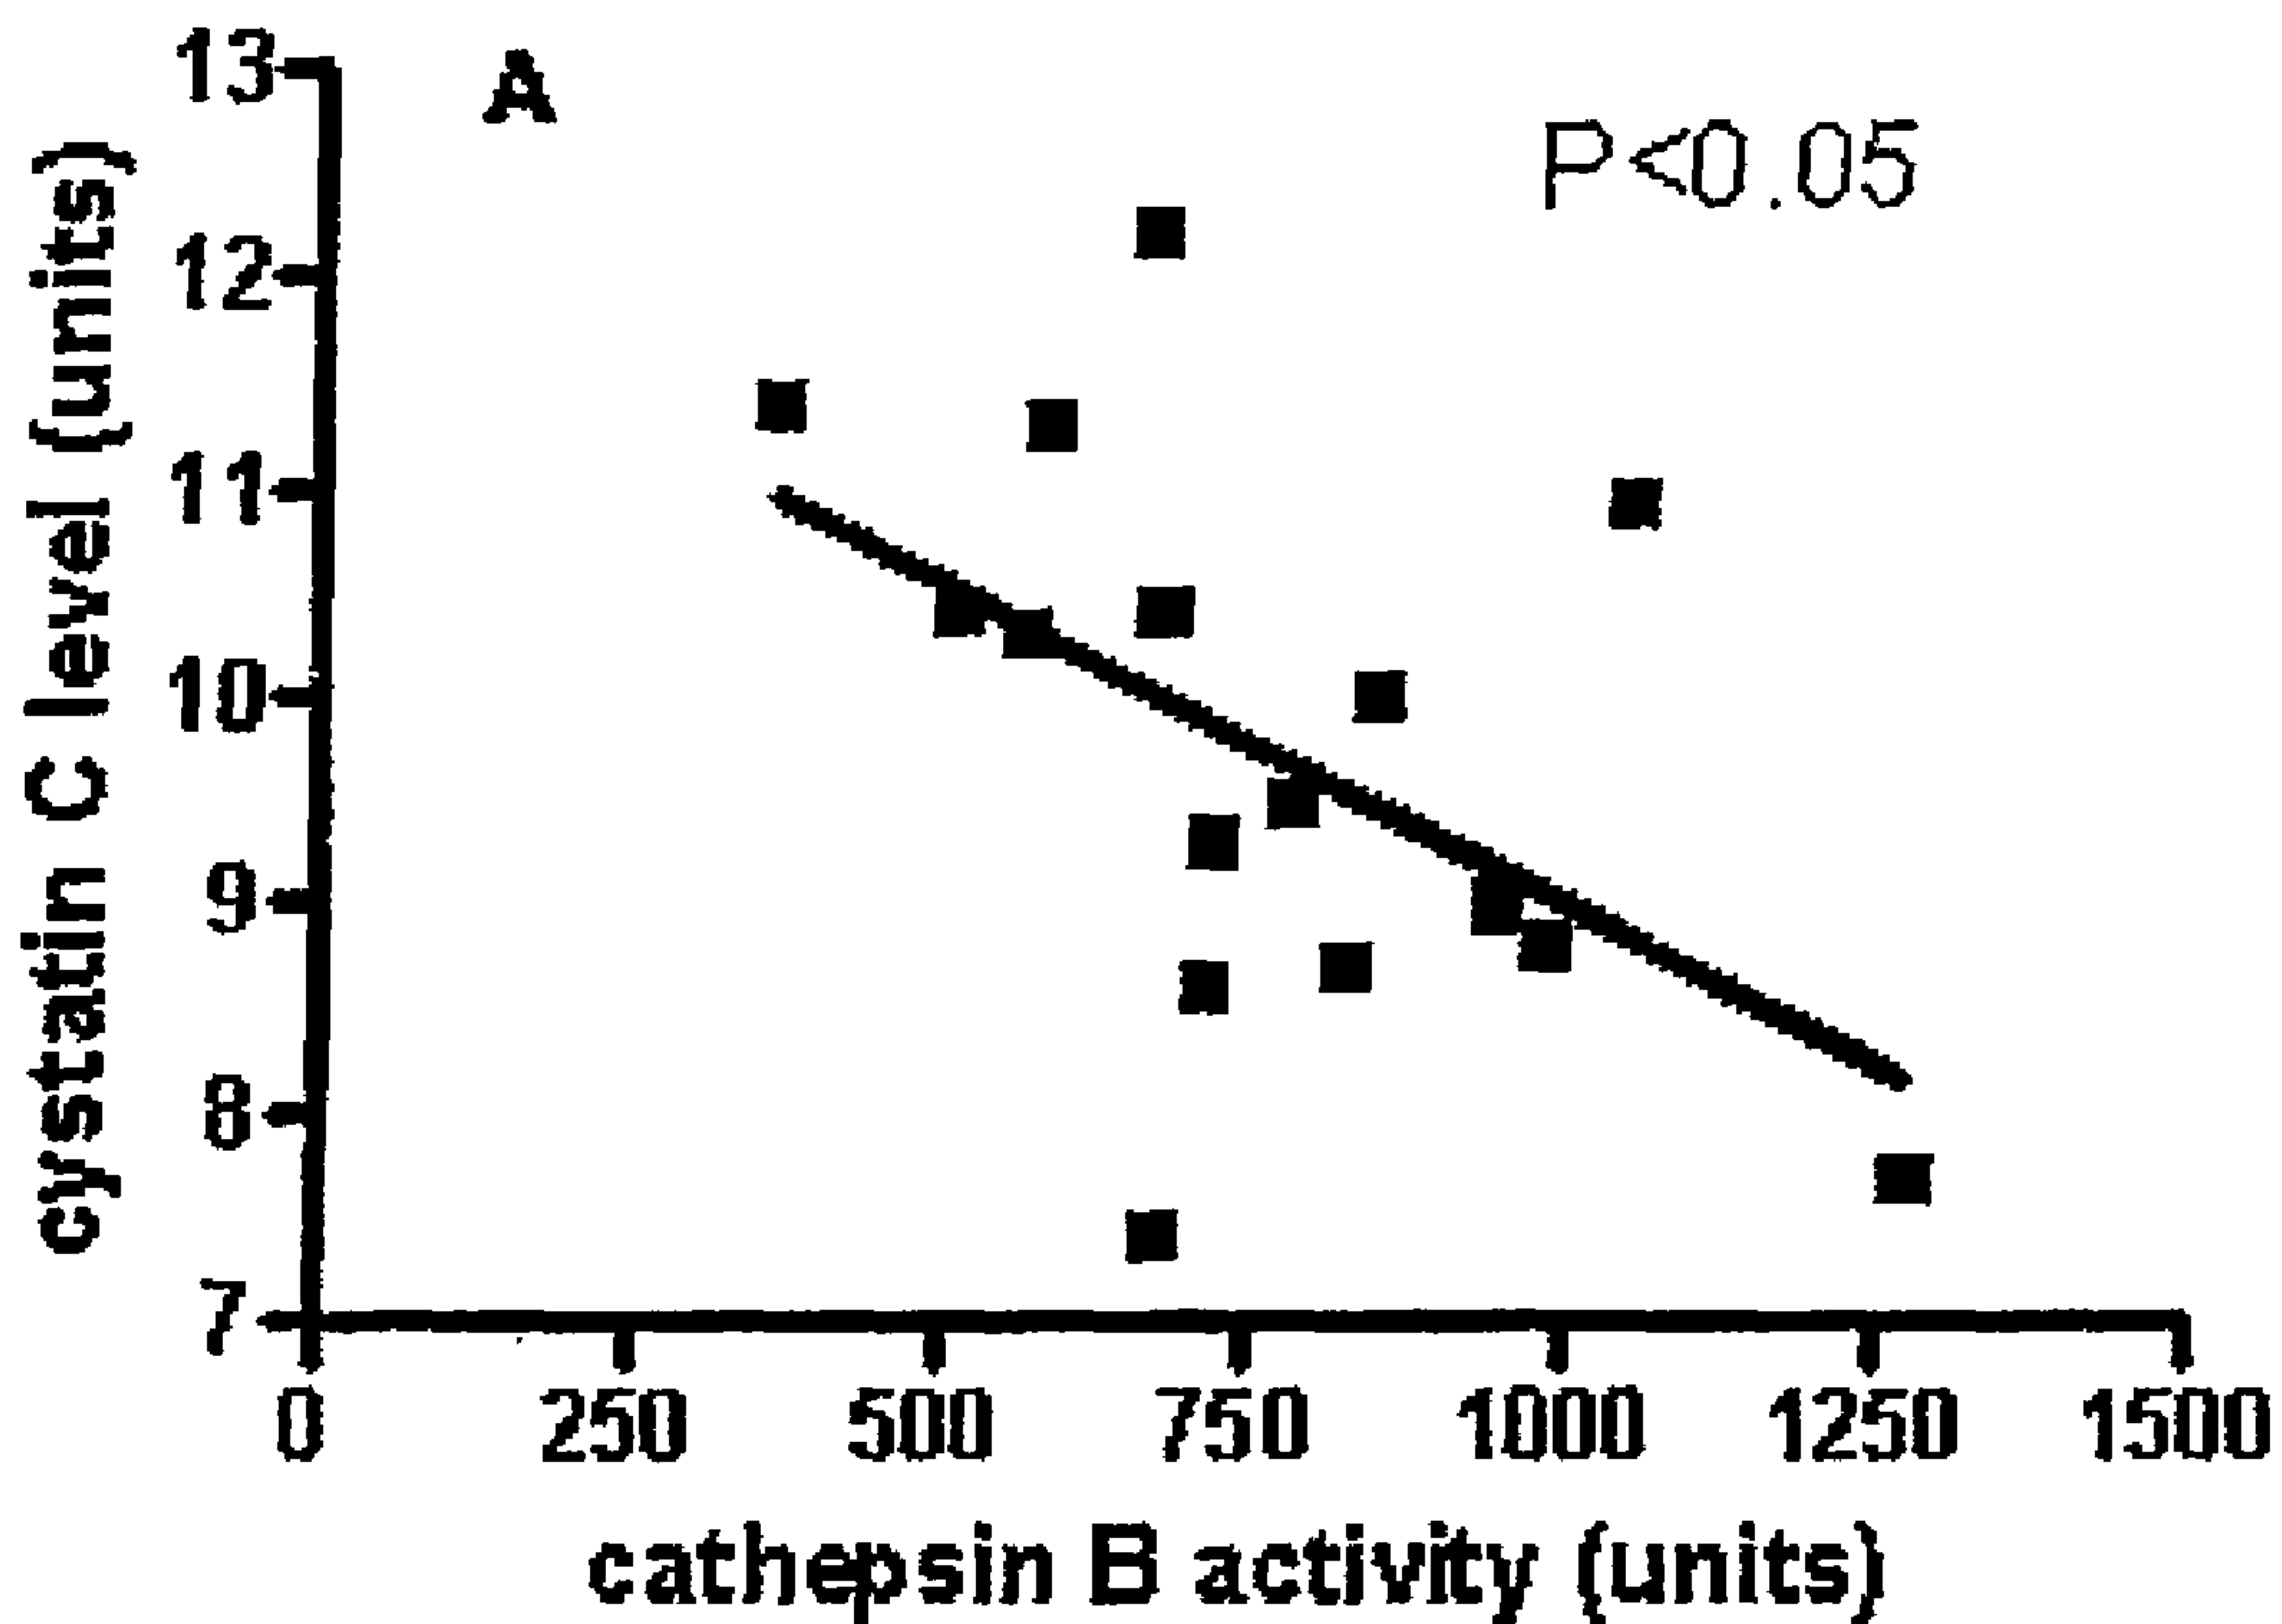 A
P<0.05
13
12
11
10
9
8
7
cystatin C level (units)
0 250 500 750 1000 1250 1500
cathepsin B activity (units)